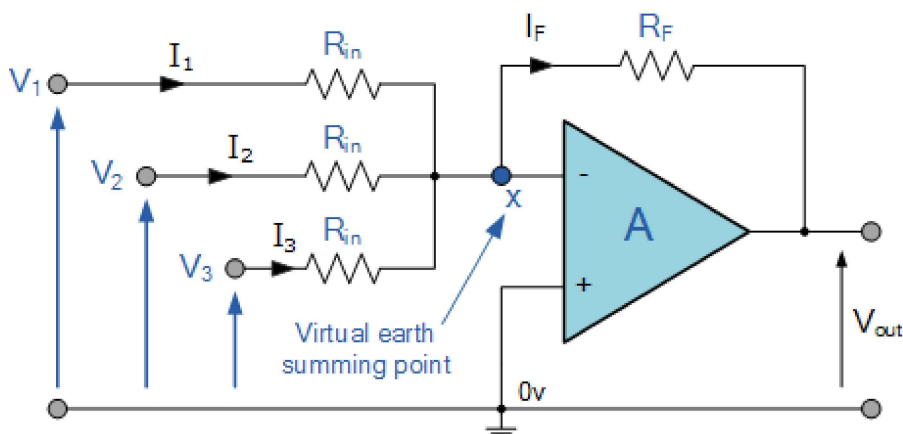 I₁
Rin
IF
RF
V₁
I₂
Rin
V₂
x
-
A
I₃
Rin
V₃
+
Virtual earth
summing point
Vout
0v